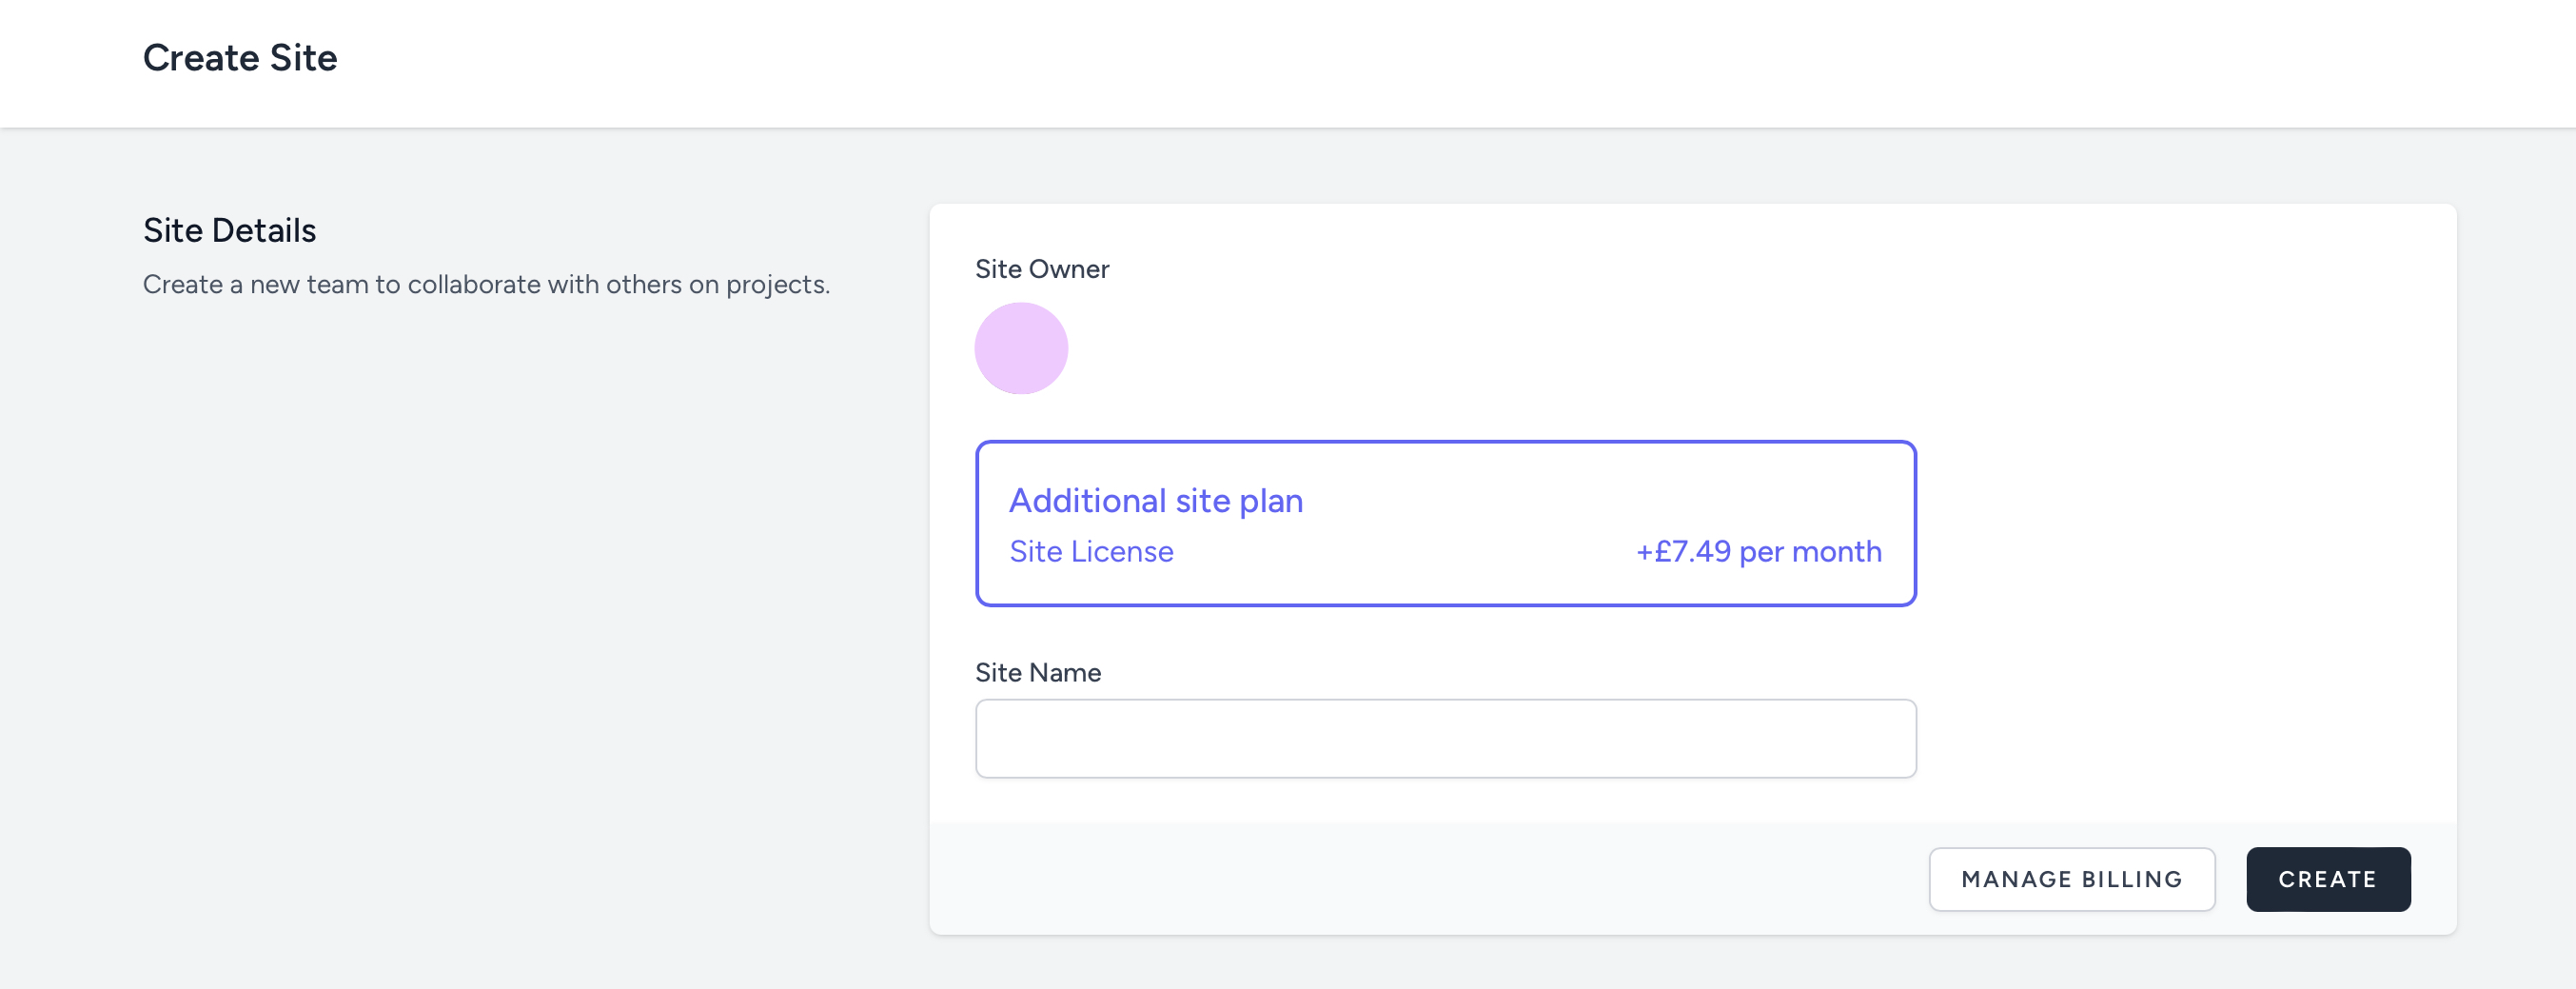 Create Site
Site Details
Create a new team to collaborate with others on projects.
Site Owner
Additional site plan
Site License
+£7.49 per month
Site Name
MANAGE BILLING
CREATE